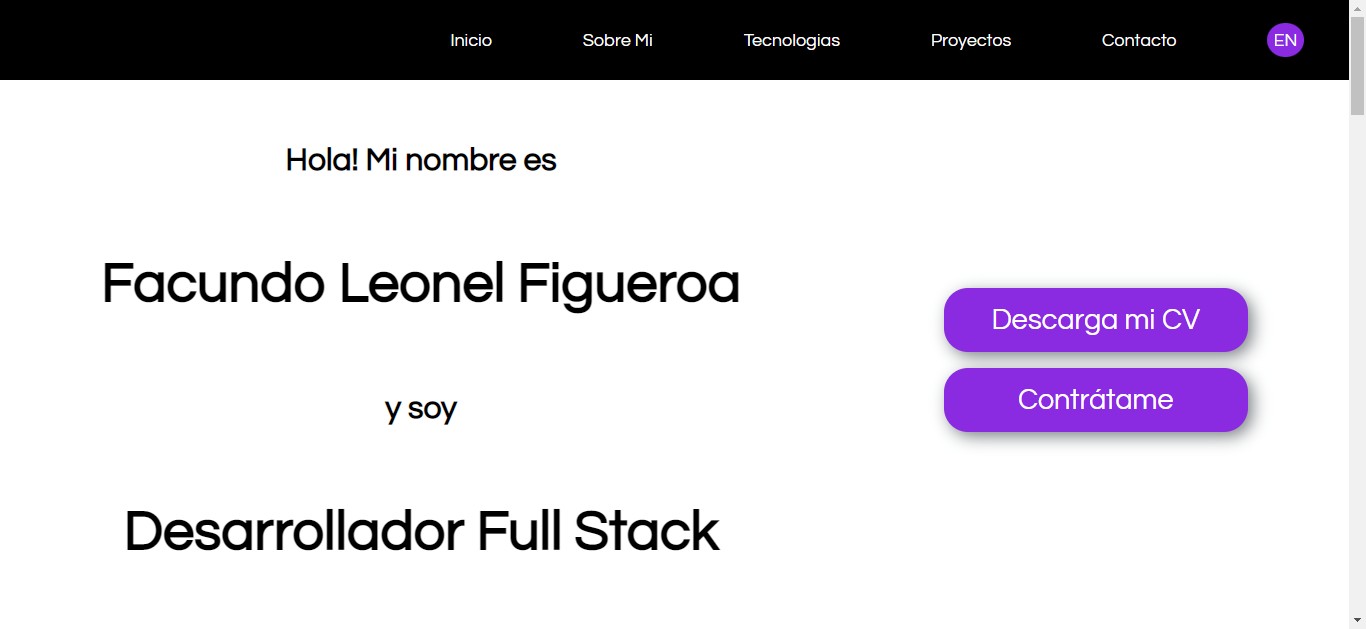 Inicio Sobre Mi Tecnologias Proyectos Contacto EN
Hola! Mi nombre es
Facundo Leonel Figueroa
y soy
Desarrollador Full Stack
Descarga mi CV
Contrátame